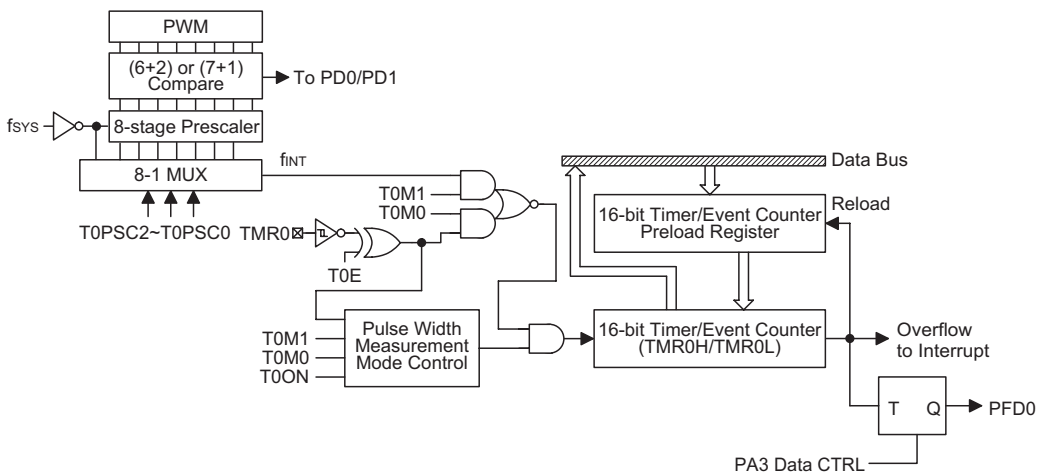 PWM
(6+2) or (7+1)
Compare
To PD0/PD1
fSYS
8-stage Prescaler
8-1 MUX
fINT
T0PSC2~T0PSC0
TMR0
T0E
T0M1
T0M0
Data Bus
16-bit Timer/Event Counter
Preload Register
Reload
T0M1
T0M0
T0ON
Pulse Width
Measurement
Mode Control
16-bit Timer/Event Counter
(TMR0H/TMR0L)
Overflow
to Interrupt
T Q
PFD0
PA3 Data CTRL